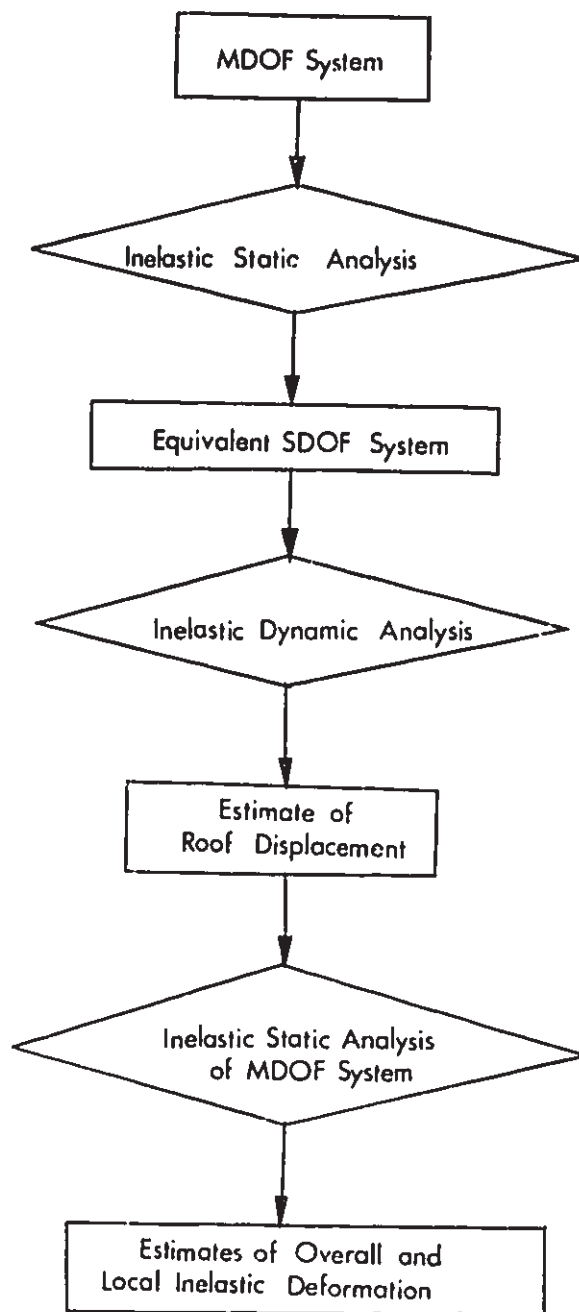 MDOF System
Inelastic Static Analysis
Equivalent SDOF System
Inelastic Dynamic Analysis
Estimate of
Roof Displacement
Inelastic Static Analysis
of MDOF System
Estimates of Overall and
Local Inelastic Deformation